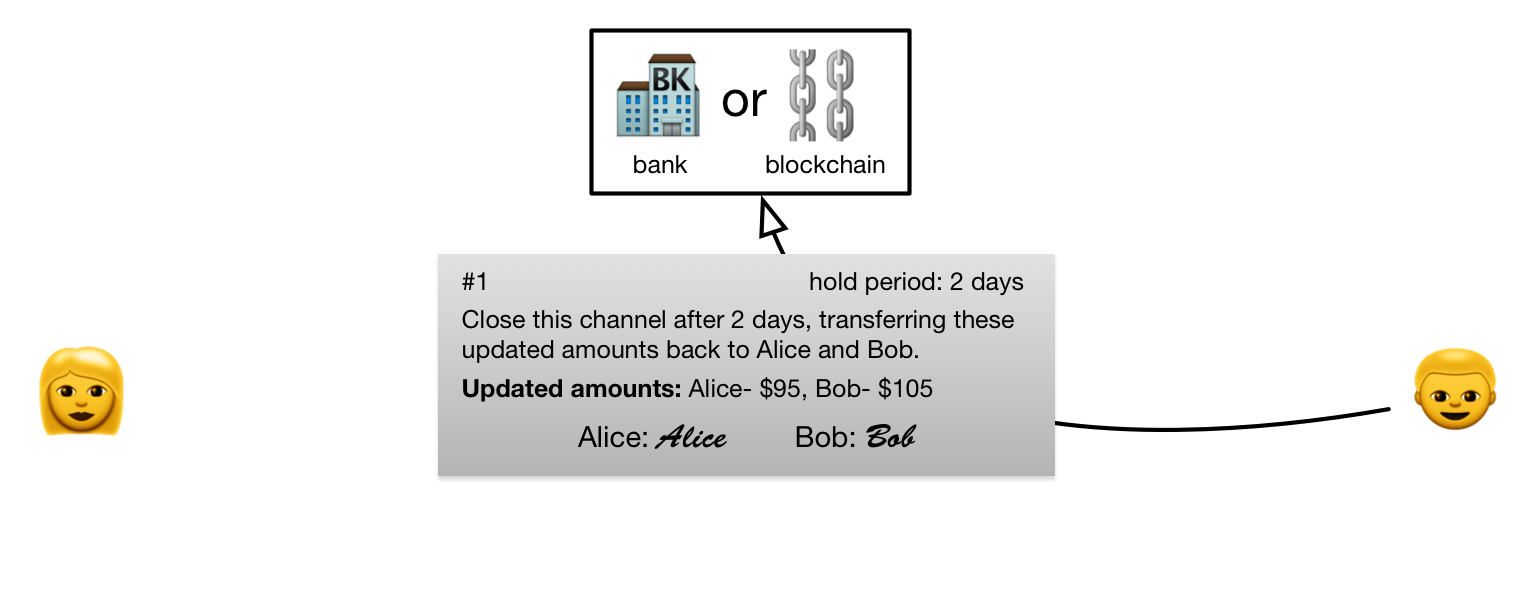 BK
or
bank
blockchain
#1
hold period: 2 days
Close this channel after 2 days, transferring these
updated amounts back to Alice and Bob.
Updated amounts: Alice- $95, Bob- $105
Alice: Alice
Bob: Bob